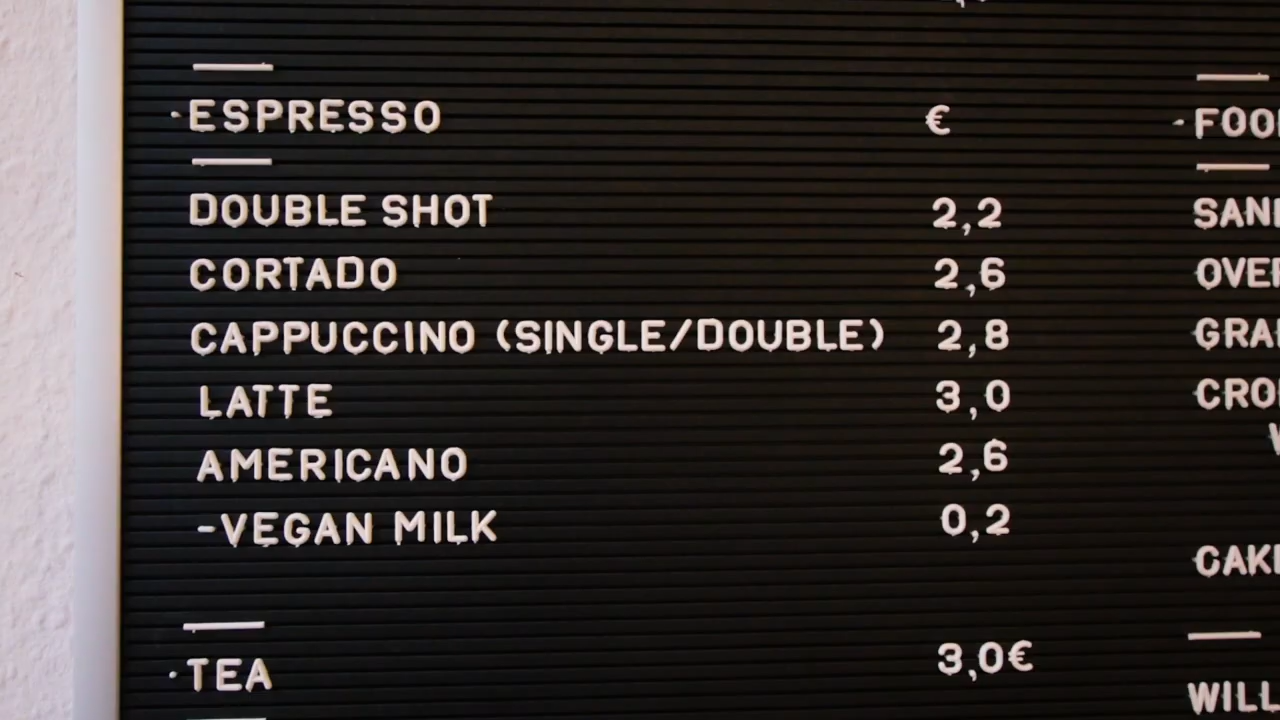 ·ESPRESSO €
DOUBLE SHOT 2,2
CORTADO 2,6
CAPPUCCINO (SINGLE/DOUBLE) 2,8
LATTE 3,0
AMERICANO 2,6
-VEGAN MILK 0,2
·TEA 3,0€
WILL